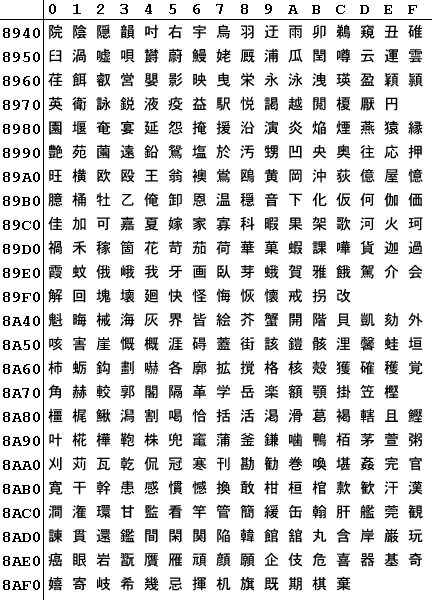 0 1 2 3 4 5 6 7 8 9 A B C D E F
8940 院 陰 隠 韻 吋 右 宇 烏 羽 迂 雨 卯 鵜 窺 丑 碓
8950 臼 渦 嘘 唄 欝 蔚 鰻 姥 厩 浦 瓜 閏 噂 云 運 雲
8960 荏 餌 叡 営 嬰 影 映 曳 栄 永 泳 洩 瑛 盈 穎 頴
8970 英 衛 詠 鋭 液 疫 益 駅 悦 謁 越 閲 榎 厭 円
8980 園 堰 奄 宴 延 怨 掩 援 沿 演 炎 焔 煙 燕 猿 縁
8990 艶 苑 薗 遠 鉛 鴛 塩 於 汚 甥 凹 央 奥 往 応 押
89A0 旺 横 欧 殴 王 翁 襖 鴬 鴎 黄 岡 沖 荻 億 屋 憶
89B0 臆 桶 牡 乙 俺 卸 恩 温 穏 音 下 化 仮 何 伽 価
89C0 佳 加 可 嘉 夏 嫁 家 寡 科 暇 果 架 歌 河 火 珂
89D0 禍 禾 稼 箇 花 苛 茄 荷 華 菓 蝦 課 嘩 貨 迦 過
89E0 霞 蚊 俄 峨 我 牙 画 臥 芽 蛾 賀 雅 餓 駕 介 会
89F0 解 回 塊 壊 廻 快 怪 悔 恢 懐 戒 拐 改
8A40 魁 晦 械 海 灰 界 皆 絵 芥 蟹 開 階 貝 凱 劾 外
8A50 咳 害 崖 慨 概 涯 碍 蓋 街 該 鎧 骸 浬 馨 蛙 垣
8A60 柿 蛎 鈎 劃 嚇 各 廓 拡 撹 格 核 殻 獲 確 穫 覚
8A70 角 赫 較 郭 閣 隔 革 学 岳 楽 額 顎 掛 笠 樫
8A80 橿 梶 鰍 潟 割 喝 恰 括 活 渇 滑 葛 褐 轄 且 鰹
8A90 叶 椛 樺 鞄 株 兜 竃 蒲 釜 鎌 噛 鴨 栢 茅 萱 粥
8AA0 刈 苅 瓦 乾 侃 冠 寒 刊 勘 勧 巻 喚 堪 姦 完 官
8AB0 寛 干 幹 患 感 慣 憾 換 敢 柑 桓 棺 款 歓 汗 漢
8AC0 澗 潅 環 甘 監 看 竿 管 簡 緩 缶 翰 肝 艦 莞 観
8AD0 諌 貫 還 鑑 間 閑 関 陥 韓 館 舘 丸 含 岸 巌 玩
8AE0 癌 眼 岩 翫 贋 雁 頑 顔 願 企 伎 危 喜 器 基 奇
8AF0 嬉 寄 岐 希 幾 忌 揮 机 旗 既 期 棋 棄